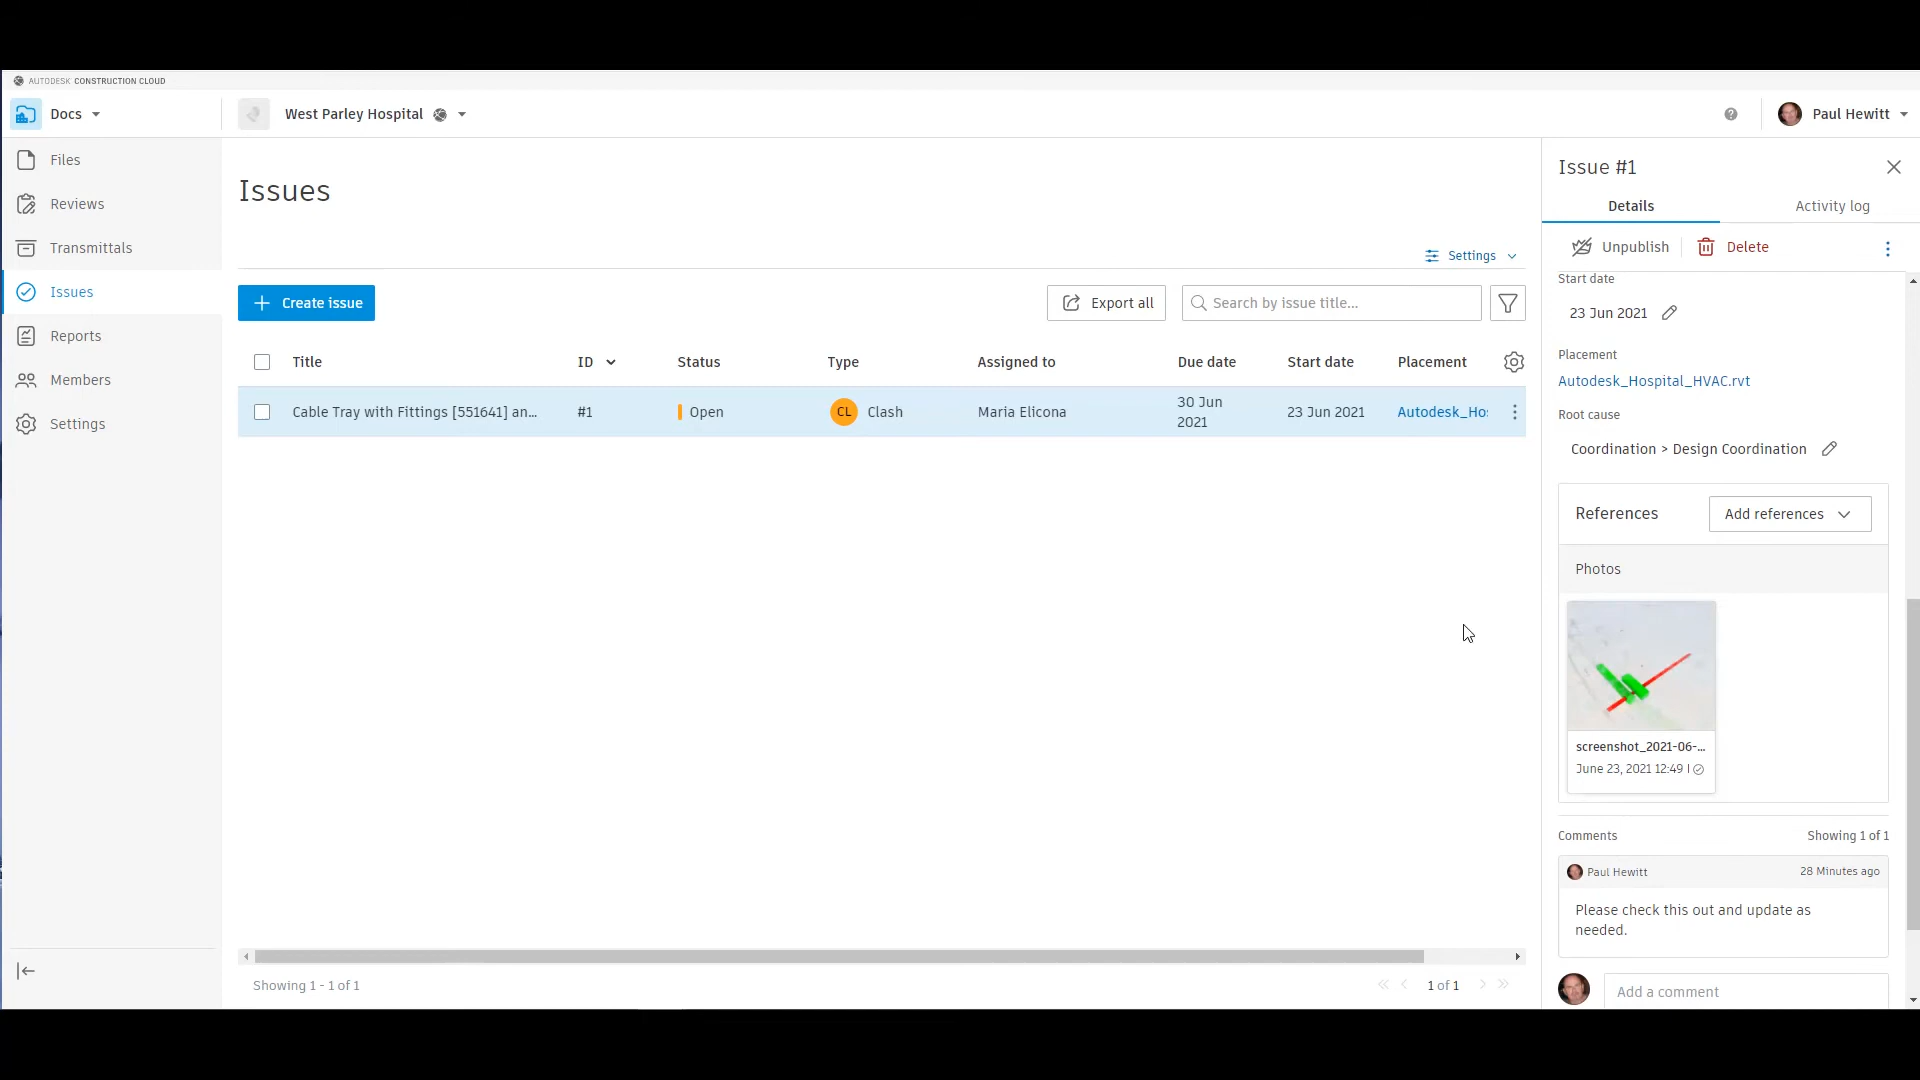 AUTODESK CONSTRUCTION CLOUD
Docs
West Parley Hospital
Paul Hewitt
Files
Reviews
Transmittals
Issues
Reports
Members
Settings
Issues
Settings
Create issue
Export all
Search by issue title...
Title ID Status Type Assigned to Due date Start date Placement
Cable Tray with Fittings [551641] an... #1 Open CL Clash Maria Elicona 30 Jun 2021 23 Jun 2021 Autodesk_Ho
Showing 1 - 1 of 1
1 of 1
Issue #1
Details Activity log
Unpublish Delete
Start date
23 Jun 2021
Placement
Autodesk_Hospital_HVAC.rvt
Root cause
Coordination > Design Coordination
References Add references
Photos
screenshot_2021-06-...
June 23, 2021 12:49 |
Comments Showing 1 of 1
Paul Hewitt 28 Minutes ago
Please check this out and update as
needed.
Add a comment